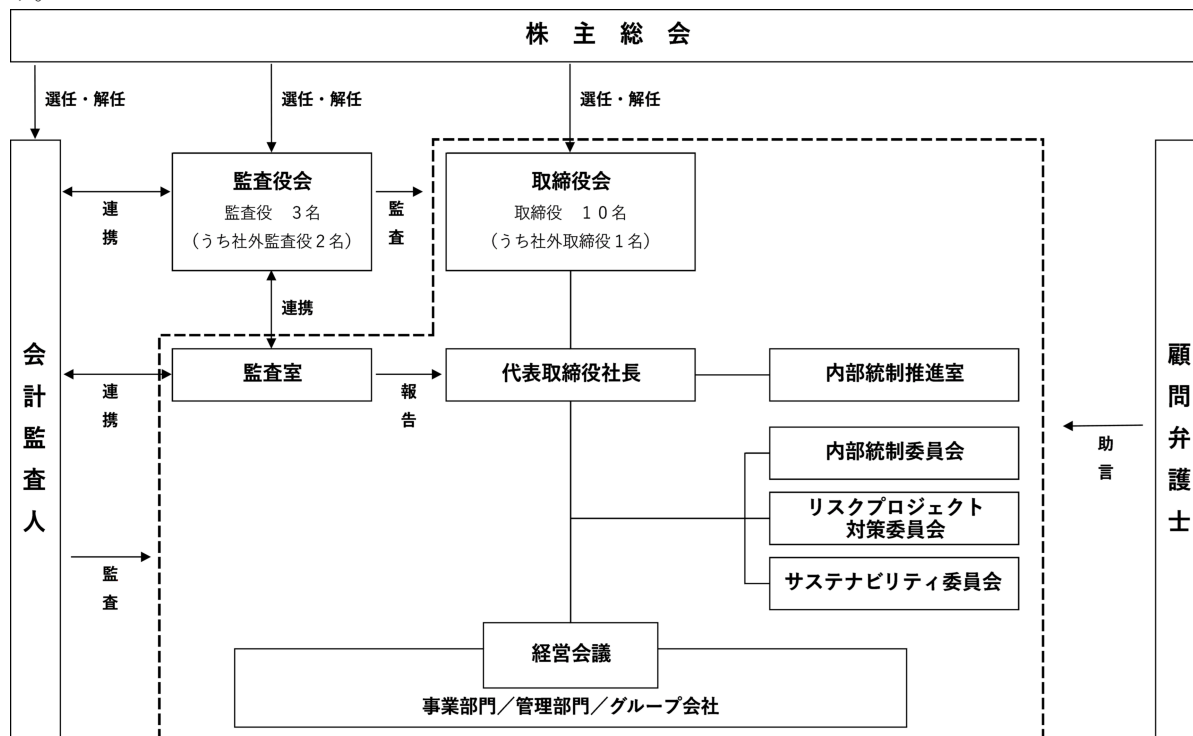 株主総会
選任・解任
選任・解任
選任・解任
監査役会
監査役 3名
（うち社外監査役２名）
連携
監査
取締役会
取締役 １０名
（うち社外取締役１名）
連携
会計監査人
監査室
連携
報告
代表取締役社長
内部統制推進室
顧問弁護士
助言
内部統制委員会
リスクプロジェクト
対策委員会
サステナビリティ委員会
監査
経営会議
事業部門／管理部門／グループ会社